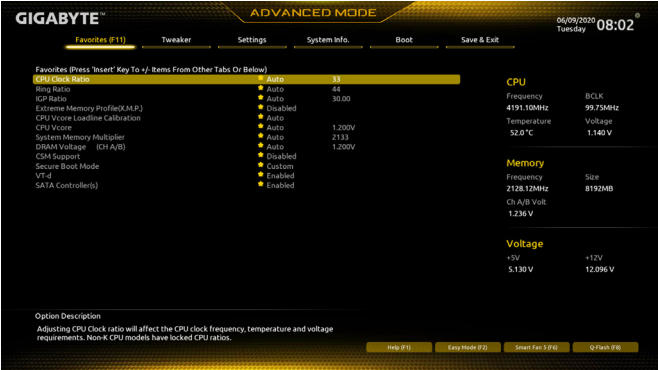 GIGABYTE™
ADVANCED MODE
06/09/2020
Tuesday
08:02
Favorites (F11)
Tweaker
Settings
System Info.
Boot
Save & Exit
Favorites (Press 'Insert' Key To +/- Items From Other Tabs Or Below)
CPU Clock Ratio Auto 33
Ring Ratio Auto 44
IGP Ratio Auto 30.00
Extreme Memory Profile(X.M.P.) Disabled
CPU Vcore Loadline Calibration Auto
CPU Vcore Auto 1.200V
System Memory Multiplier Auto 2133
DRAM Voltage (CH A/B) Auto 1.200V
CSM Support Disabled
Secure Boot Mode Custom
VT-d Enabled
SATA Controller(s) Enabled
CPU
Frequency BCLK
4191.10MHz 99.75MHz
Temperature Voltage
52.0 °C 1.140 V
Memory
Frequency Size
2128.12MHz 8192MB
Ch A/B Volt
1.236 V
Voltage
+5V +12V
5.130 V 12.096 V
Option Description
Adjusting CPU Clock ratio will affect the CPU clock frequency, temperature and voltage
requirements. Non-K CPU models have locked CPU ratios.
Help (F1)
Easy Mode (F2)
Smart Fan 5 (F6)
Q-Flash (F8)